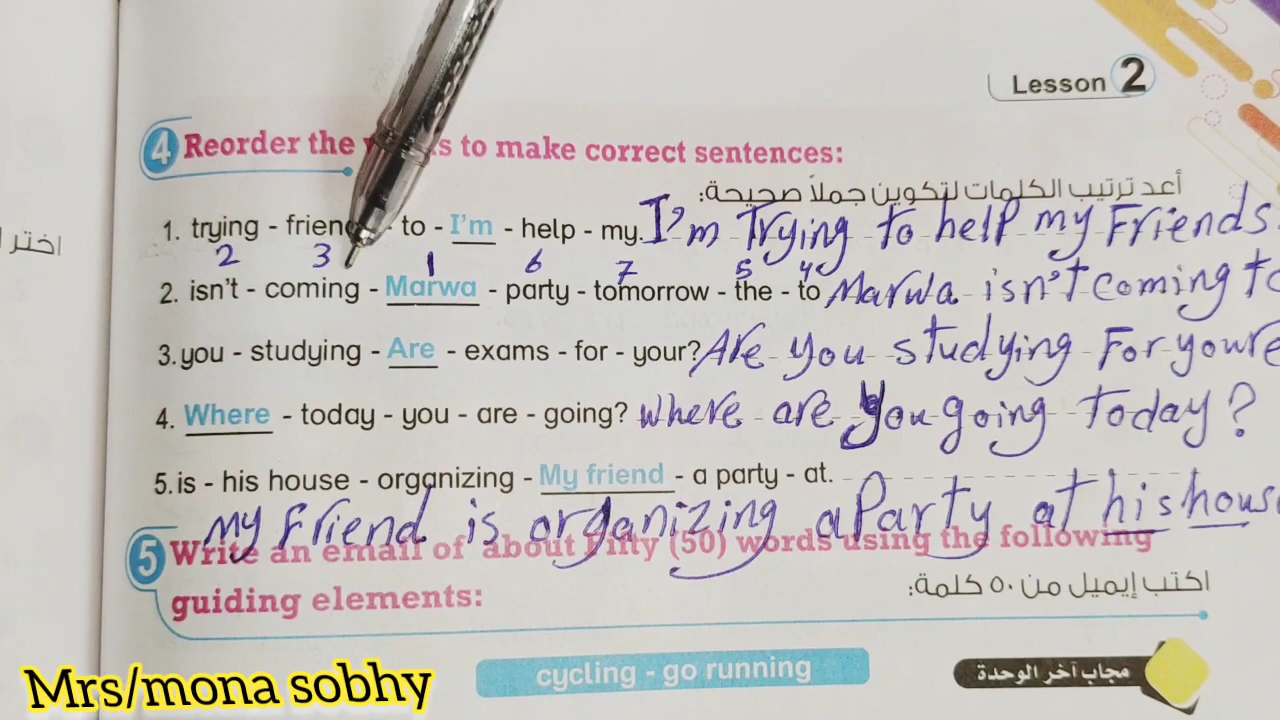 Lesson 2
4 Reorder the to make correct sentences:
أعد ترتيب الكلمات لتكوين جملاً صحيحة:
1. trying - friend - to - I'm - help - my. I'm Trying to help my Friends.
2 3 1 6 7 5 4
2. isn't - coming - Marwa - party - tomorrow - the - to Marwa isn't coming to
3. you - studying - Are - exams - for - your? Are you studying For your
4. Where - today - you - are - going? where are you going today?
5. is - his house - organizing - My friend - a party - at.
My Friend is organizing a Party at his hous
5 Write an email of about Fifty (50) words using the following
guiding elements:
اكتب إيميل من ٥٠ كلمة:
cycling - go running
مجاب آخر الوحدة
Mrs/mona sobhy
اختر